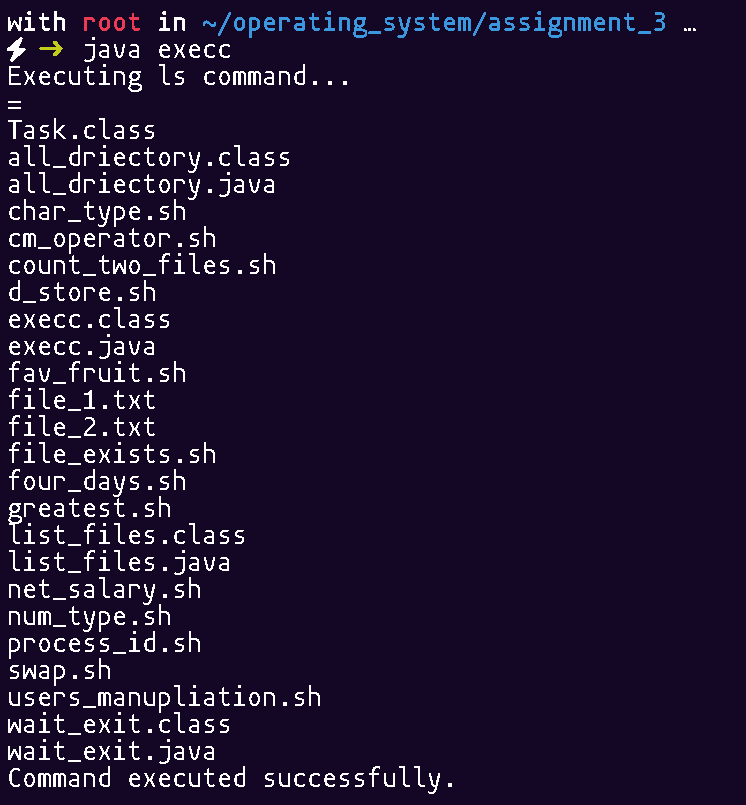 with root in ~/operating_system/assignment_3 …
⚡ → java execc
Executing ls command...
=
Task.class
all_driectory.class
all_driectory.java
char_type.sh
cm_operator.sh
count_two_files.sh
d_store.sh
execc.class
execc.java
fav_fruit.sh
file_1.txt
file_2.txt
file_exists.sh
four_days.sh
greatest.sh
list_files.class
list_files.java
net_salary.sh
num_type.sh
process_id.sh
swap.sh
users_manupliation.sh
wait_exit.class
wait_exit.java
Command executed successfully.